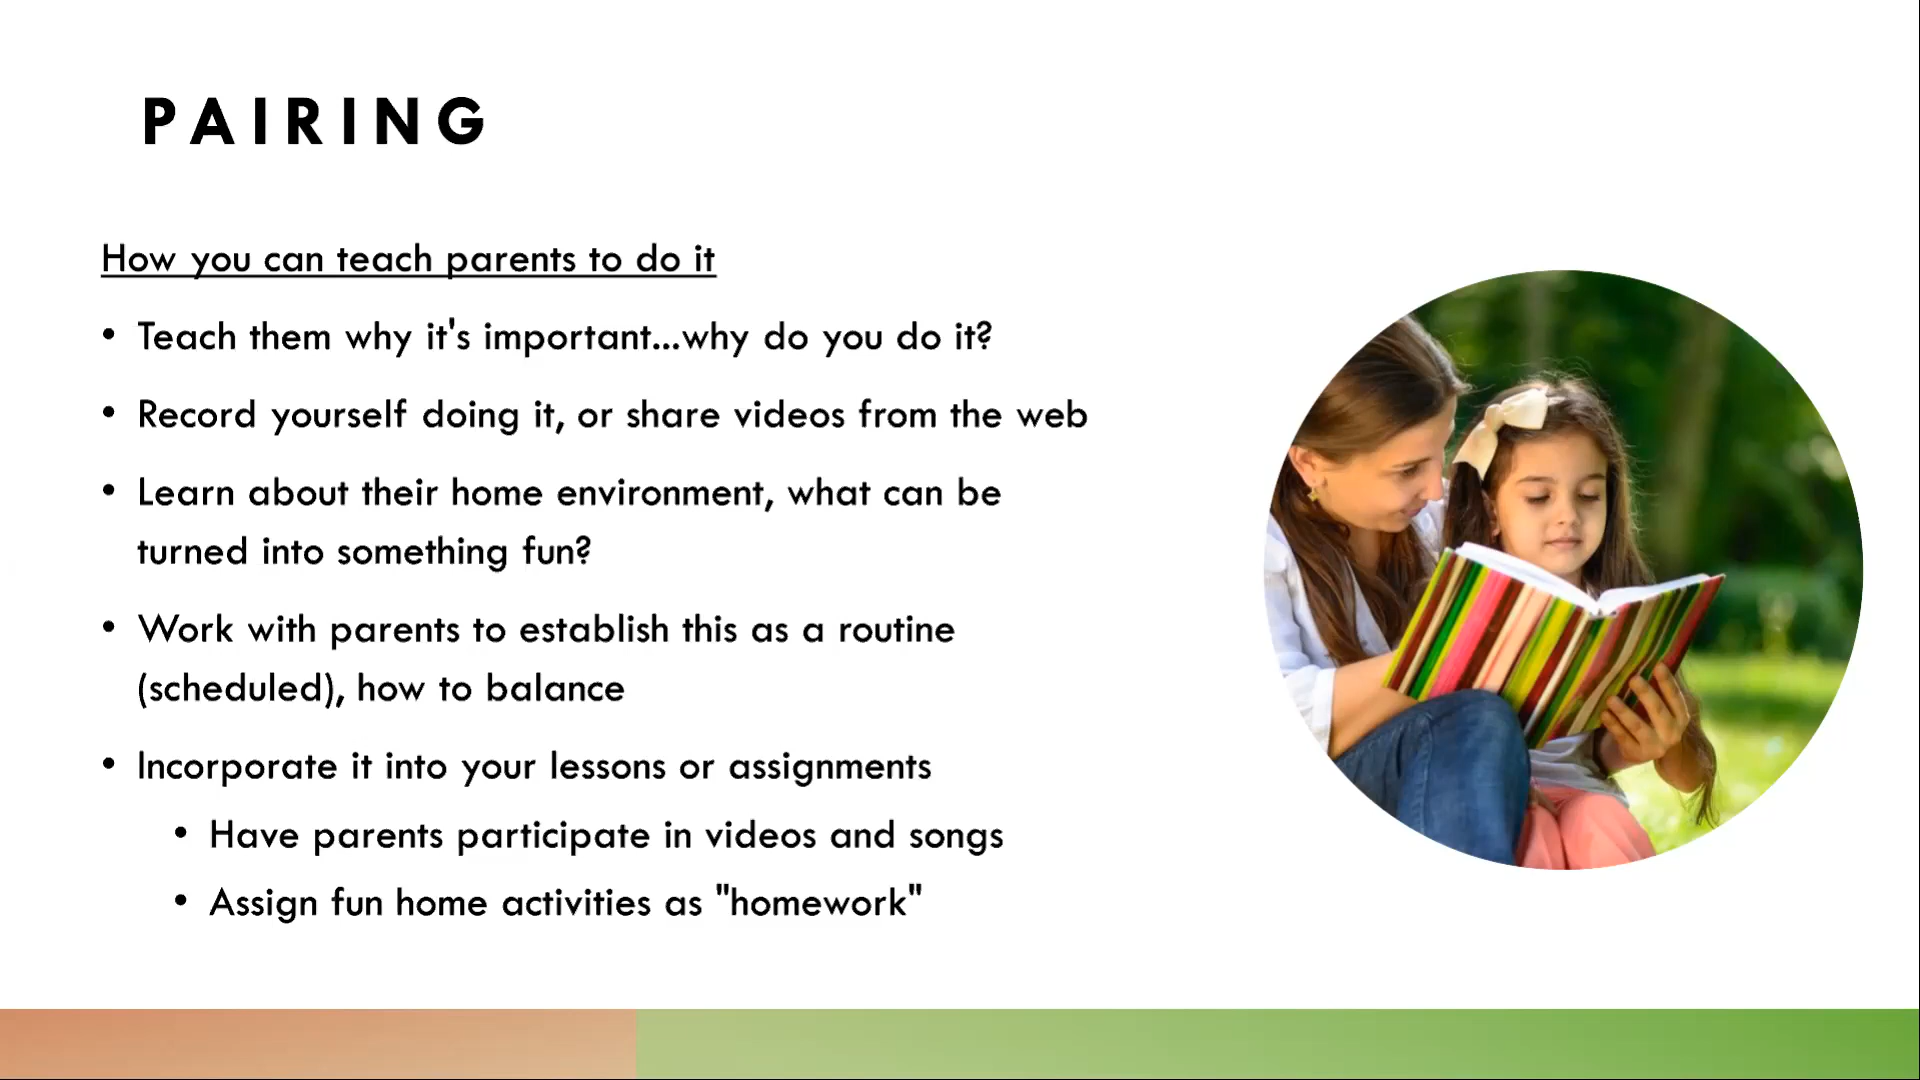 PAIRING
How you can teach parents to do it
• Teach them why it's important...why do you do it?
• Record yourself doing it, or share videos from the web
• Learn about their home environment, what can be
turned into something fun?
• Work with parents to establish this as a routine
(scheduled), how to balance
• Incorporate it into your lessons or assignments
• Have parents participate in videos and songs
• Assign fun home activities as "homework"